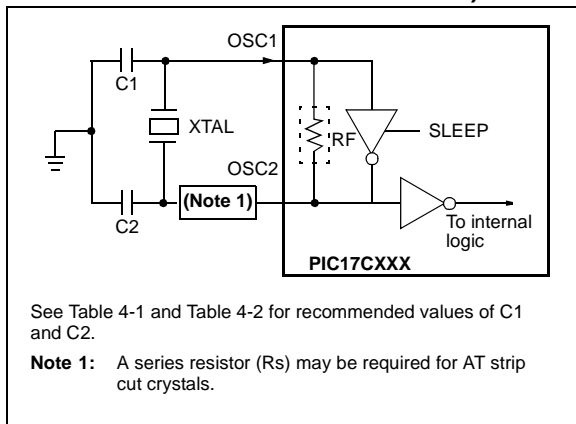 OSC1
C1
XTAL
RF
SLEEP
OSC2
C2
(Note 1)
To internal
logic
PIC17CXXX
See Table 4-1 and Table 4-2 for recommended values of C1
and C2.
Note 1: A series resistor (Rs) may be required for AT strip
cut crystals.